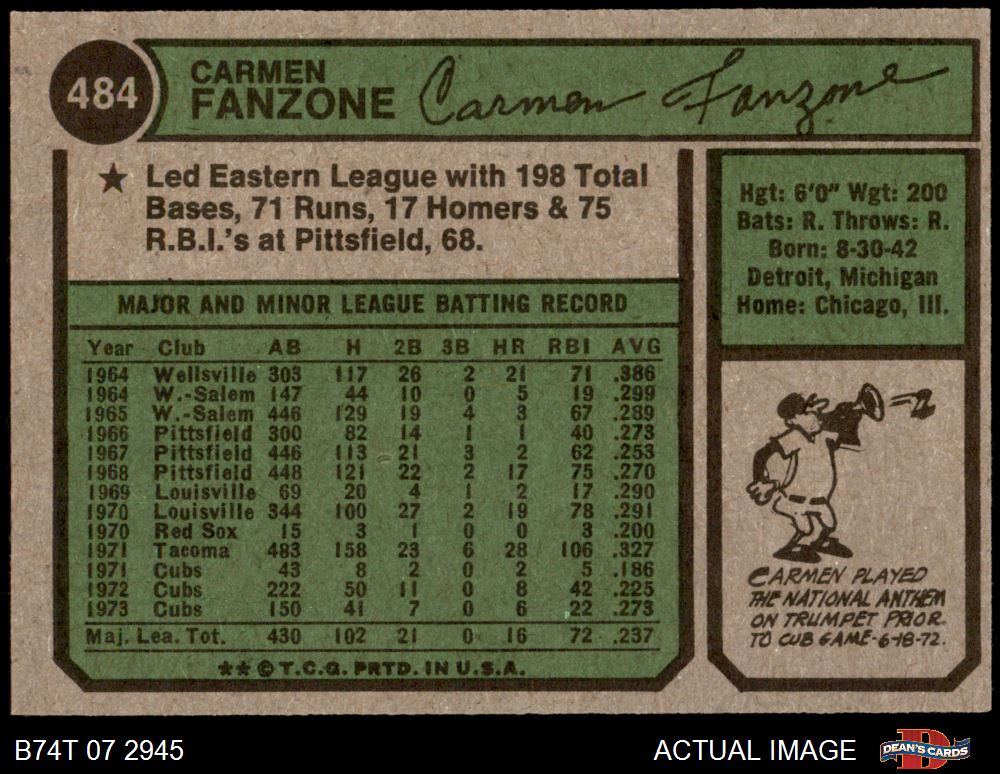 484
CARMEN
FANZONE
Carmen Fanzone
★ Led Eastern League with 198 Total
Bases, 71 Runs, 17 Homers & 75
R.B.I.'s at Pittsfield, 68.
Hgt: 6'0" Wgt: 200
Bats: R. Throws: R.
Born: 8-30-42
Detroit, Michigan
Home: Chicago, Ill.
MAJOR AND MINOR LEAGUE BATTING RECORD
Year Club AB H 2B 3B HR RBI AVG
1964 Wellsville 303 117 26 2 21 71 .386
1964 W.-Salem 147 44 10 0 5 19 .299
1965 W.-Salem 446 129 19 4 3 67 .289
1966 Pittsfield 300 82 14 1 1 40 .273
1967 Pittsfield 446 113 21 3 2 62 .253
1968 Pittsfield 448 121 22 2 17 75 .270
1969 Louisville 69 20 4 1 2 17 .290
1970 Louisville 344 100 27 2 19 78 .291
1970 Red Sox 15 3 1 0 0 3 .200
1971 Tacoma 483 158 23 6 28 106 .327
1971 Cubs 43 8 2 0 2 5 .186
1972 Cubs 222 50 11 0 8 42 .225
1973 Cubs 150 41 7 0 6 22 .273
Maj. Lea. Tot. 430 102 21 0 16 72 .237
★★ © T.C.G. PRTD. IN U.S.A.
CARMEN PLAYED
THE NATIONAL ANTHEM
ON TRUMPET PRIOR
TO CUB GAME-6-18-72.
B74T 07 2945
ACTUAL IMAGE
DEAN'S CARDS